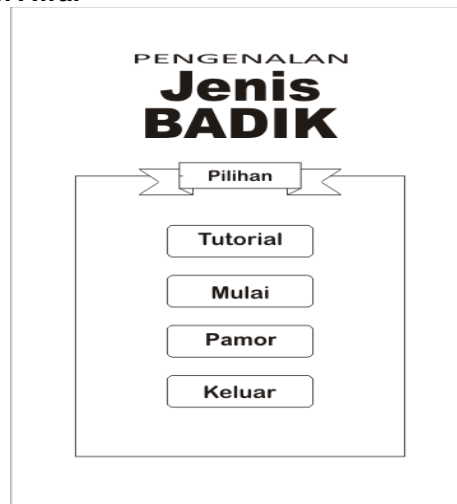 PENGENALAN
Jenis
BADIK
Pilihan
Tutorial
Mulai
Pamor
Keluar